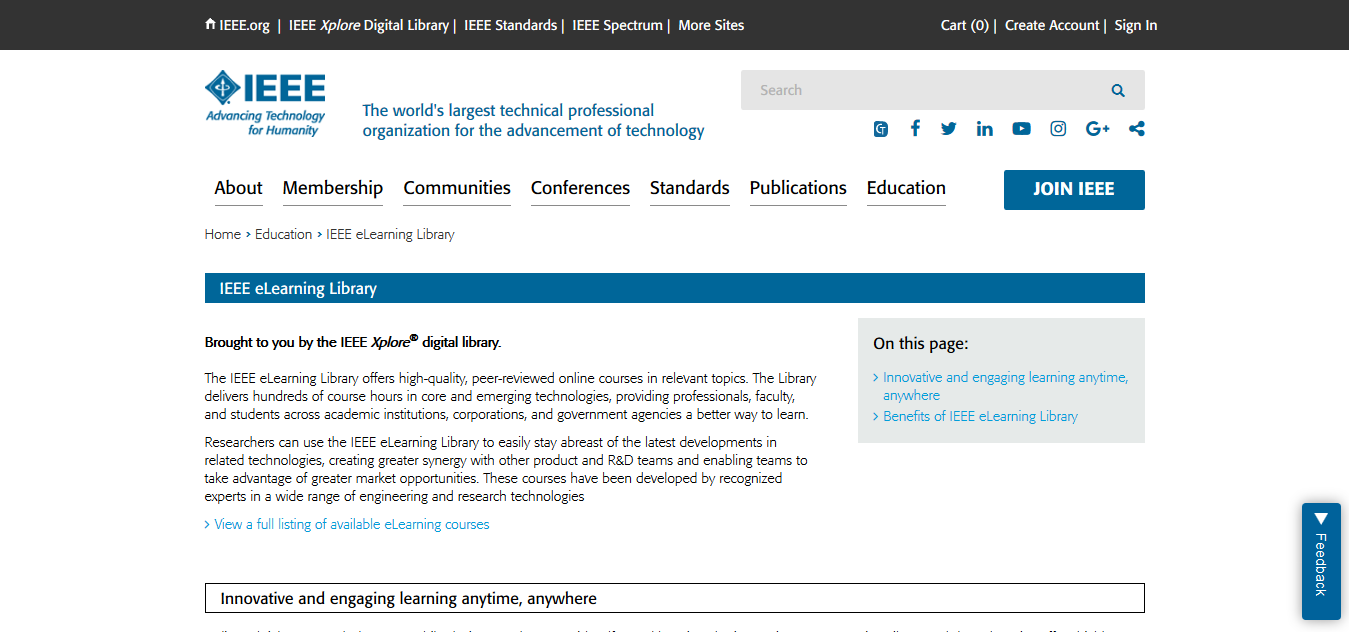 IEEE.org | IEEE Xplore Digital Library | IEEE Standards | IEEE Spectrum | More Sites
Cart (0) | Create Account | Sign In
IEEE
Advancing Technology
for Humanity
The world's largest technical professional
organization for the advancement of technology
Search
About Membership Communities Conferences Standards Publications Education
JOIN IEEE
Home › Education › IEEE eLearning Library
IEEE eLearning Library
Brought to you by the IEEE Xplore® digital library.
The IEEE eLearning Library offers high-quality, peer-reviewed online courses in relevant topics. The Library
delivers hundreds of course hours in core and emerging technologies, providing professionals, faculty,
and students across academic institutions, corporations, and government agencies a better way to learn.
Researchers can use the IEEE eLearning Library to easily stay abreast of the latest developments in
related technologies, creating greater synergy with other product and R&D teams and enabling teams to
take advantage of greater market opportunities. These courses have been developed by recognized
experts in a wide range of engineering and research technologies
› View a full listing of available eLearning courses
On this page:
› Innovative and engaging learning anytime,
anywhere
› Benefits of IEEE eLearning Library
Feedback
Innovative and engaging learning anytime, anywhere